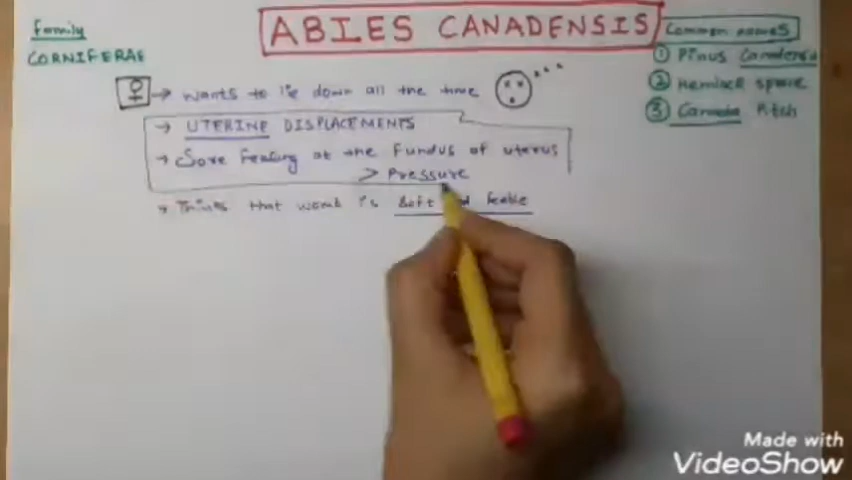 Family
CORNIFERAE
ABIES CANADENSIS
Common names
① Pinus Canadensis
② Hemlock spruce
③ Canada Pitch
♀ → wants to lie down all the time
→ UTERINE DISPLACEMENTS
→ Sore feeling at the Fundus of uterus
> Pressure
→ Thinks that womb is soft feeble
Made with
VideoShow